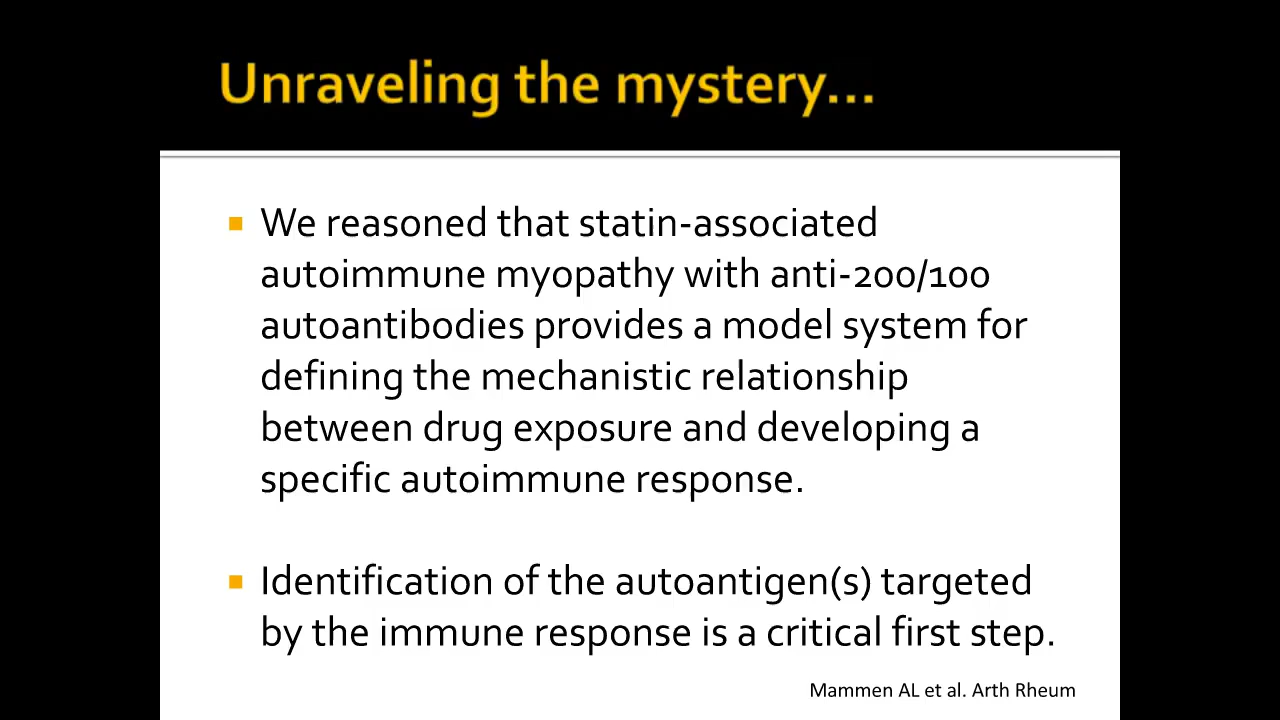 Unraveling the mystery...
We reasoned that statin-associated
autoimmune myopathy with anti-200/100
autoantibodies provides a model system for
defining the mechanistic relationship
between drug exposure and developing a
specific autoimmune response.
Identification of the autoantigen(s) targeted
by the immune response is a critical first step.
Mammen AL et al. Arth Rheum